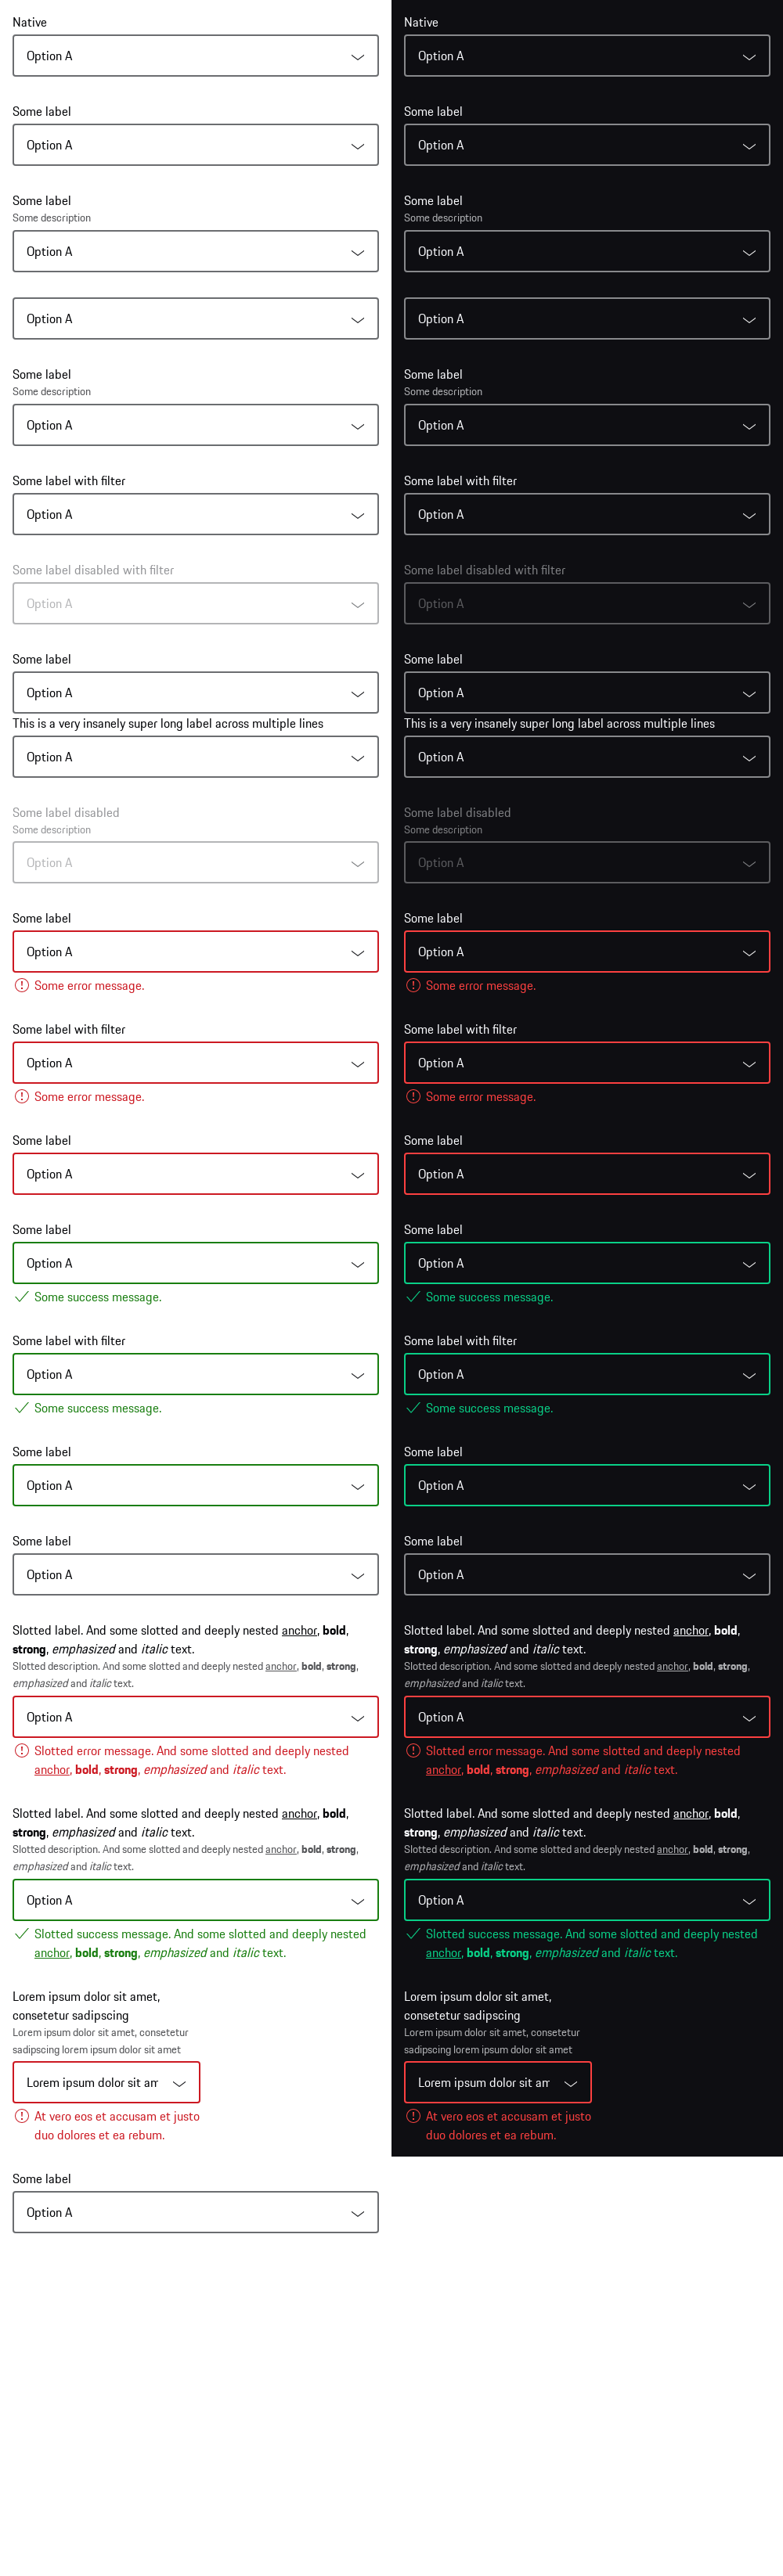 Native
Option A
Some label
Option A
Some label
Some description
Option A
Option A
Some label
Some description
Option A
Some label with filter
Option A
Some label disabled with filter
Option A
Some label
Option A
This is a very insanely super long label across multiple lines
Option A
Some label disabled
Some description
Option A
Some label
Option A
Some error message.
Some label with filter
Option A
Some error message.
Some label
Option A
Some label
Option A
Some success message.
Some label with filter
Option A
Some success message.
Some label
Option A
Some label
Option A
Slotted label. And some slotted and deeply nested anchor, bold,
strong, emphasized and italic text.
Slotted description. And some slotted and deeply nested anchor, bold, strong,
emphasized and italic text.
Option A
Slotted error message. And some slotted and deeply nested
anchor, bold, strong, emphasized and italic text.
Slotted label. And some slotted and deeply nested anchor, bold,
strong, emphasized and italic text.
Slotted description. And some slotted and deeply nested anchor, bold, strong,
emphasized and italic text.
Option A
Slotted success message. And some slotted and deeply nested
anchor, bold, strong, emphasized and italic text.
Lorem ipsum dolor sit amet,
consetetur sadipscing
Lorem ipsum dolor sit amet, consetetur
sadipscing lorem ipsum dolor sit amet
Lorem ipsum dolor sit am
At vero eos et accusam et justo
duo dolores et ea rebum.
Some label
Option A
Native
Option A
Some label
Option A
Some label
Some description
Option A
Option A
Some label
Some description
Option A
Some label with filter
Option A
Some label disabled with filter
Option A
Some label
Option A
This is a very insanely super long label across multiple lines
Option A
Some label disabled
Some description
Option A
Some label
Option A
Some error message.
Some label with filter
Option A
Some error message.
Some label
Option A
Some label
Option A
Some success message.
Some label with filter
Option A
Some success message.
Some label
Option A
Some label
Option A
Slotted label. And some slotted and deeply nested anchor, bold,
strong, emphasized and italic text.
Slotted description. And some slotted and deeply nested anchor, bold, strong,
emphasized and italic text.
Option A
Slotted error message. And some slotted and deeply nested
anchor, bold, strong, emphasized and italic text.
Slotted label. And some slotted and deeply nested anchor, bold,
strong, emphasized and italic text.
Slotted description. And some slotted and deeply nested anchor, bold, strong,
emphasized and italic text.
Option A
Slotted success message. And some slotted and deeply nested
anchor, bold, strong, emphasized and italic text.
Lorem ipsum dolor sit amet,
consetetur sadipscing
Lorem ipsum dolor sit amet, consetetur
sadipscing lorem ipsum dolor sit amet
Lorem ipsum dolor sit am
At vero eos et accusam et justo
duo dolores et ea rebum.